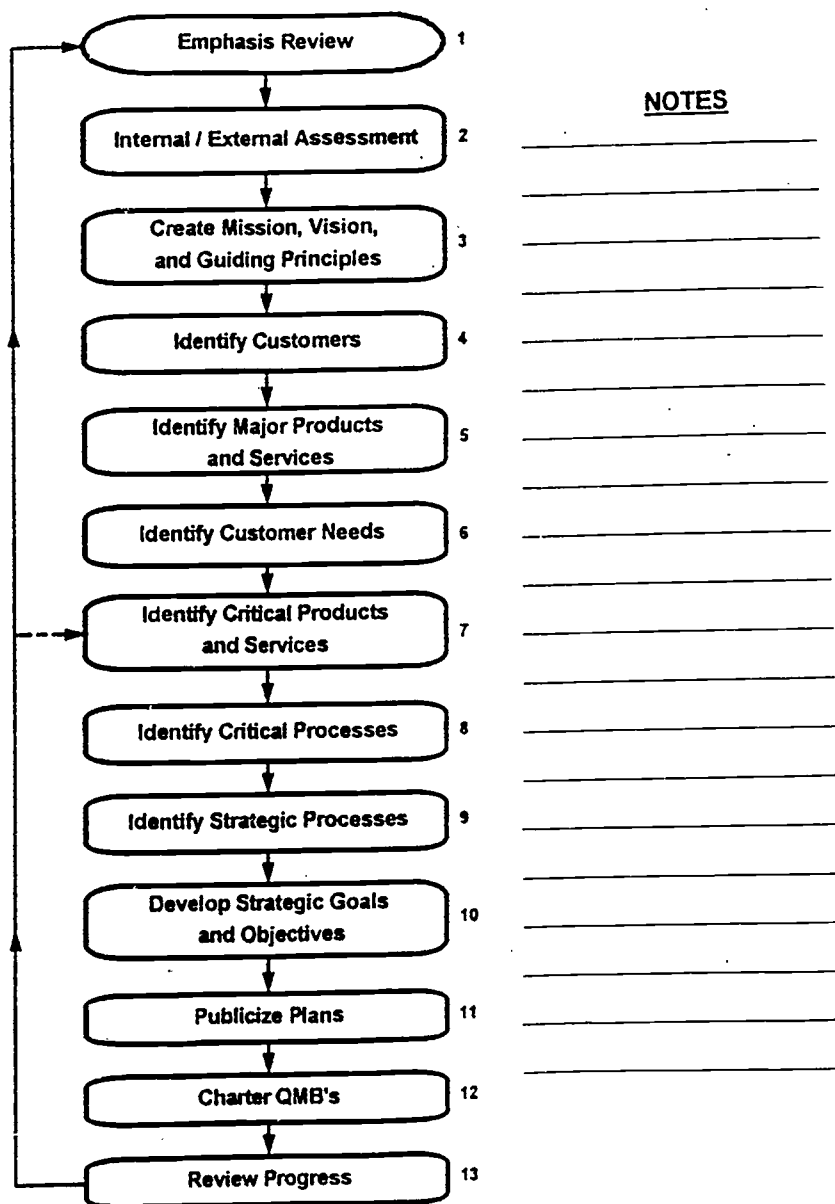 Emphasis Review 1
Internal / External Assessment 2
Create Mission, Vision,
and Guiding Principles 3
Identify Customers 4
Identify Major Products
and Services 5
Identify Customer Needs 6
Identify Critical Products
and Services 7
Identify Critical Processes 8
Identify Strategic Processes 9
Develop Strategic Goals
and Objectives 10
Publicize Plans 11
Charter QMB's 12
Review Progress 13
NOTES